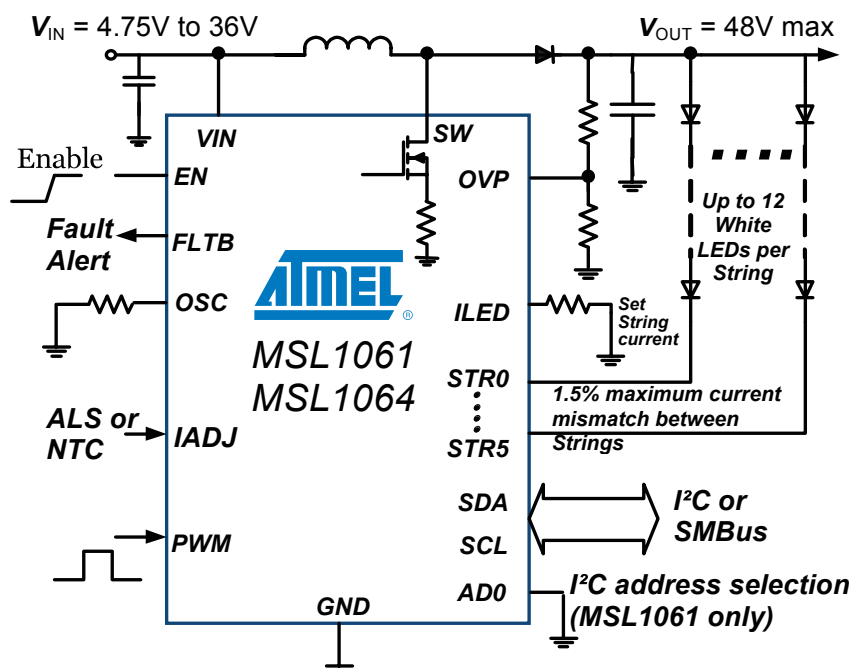 VIN = 4.75V to 36V
VOUT = 48V max
VIN
SW
Enable
EN
OVP
Up to 12
White
LEDs per
String
Fault
Alert
FLTB
OSC
ATMEL
®
ILED
Set
String
current
MSL1061
MSL1064
STR0
1.5% maximum current
mismatch between
Strings
STR5
ALS or
NTC
IADJ
SDA
I²C or
SMBus
PWM
SCL
AD0
I²C address selection
(MSL1061 only)
GND